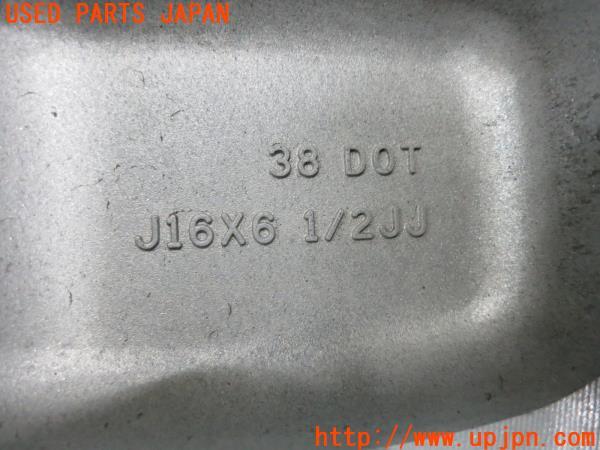 USED PARTS JAPAN
38 DOT
J16X6 1/2JJ
http://www.upjpn.com/